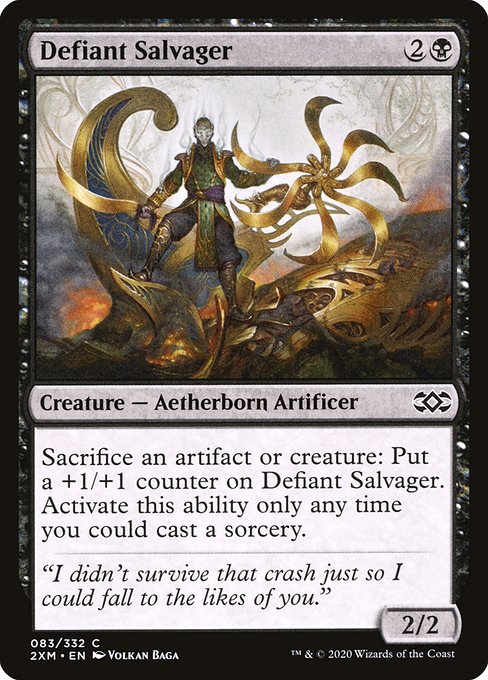 Defiant Salvager 2
Creature — Aetherborn Artificer
Sacrifice an artifact or creature: Put
a +1/+1 counter on Defiant Salvager.
Activate this ability only any time
you could cast a sorcery.
“I didn’t survive that crash just so I
could fall to the likes of you.”
2/2
083/332 C
2XM • EN Volkan Baga
™ & © 2020 Wizards of the Coast